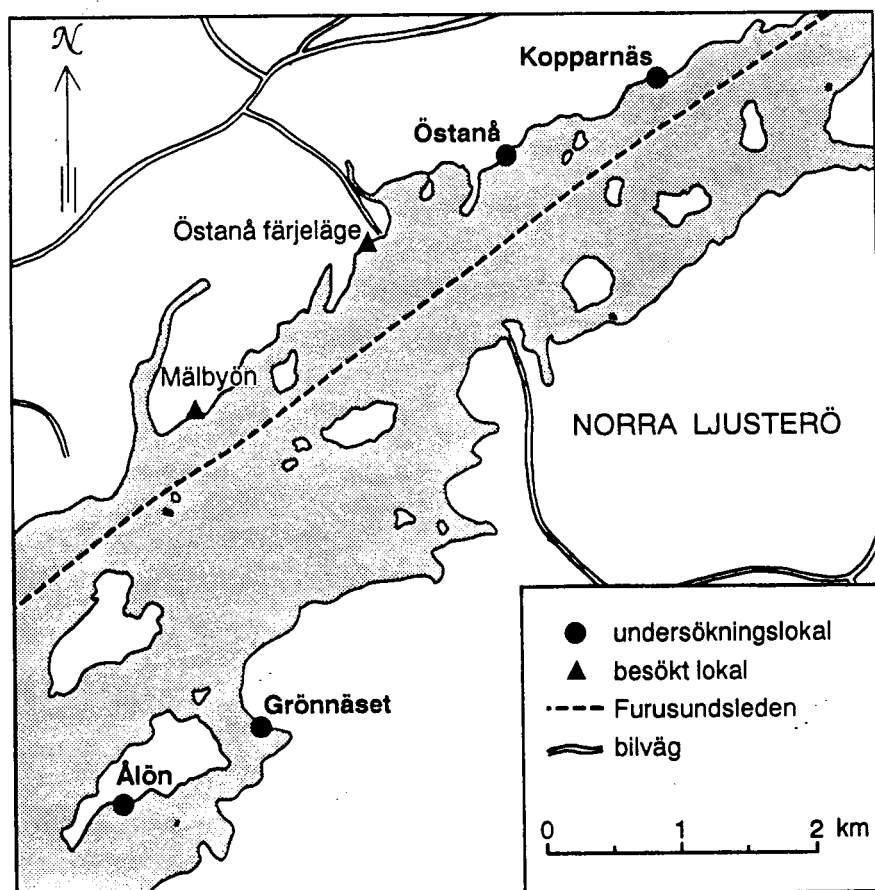 N
Kopparnäs
Östanå
Östanå färjeläge
Mälbyön
NORRA LJUSTERÖ
Grönnäset
Ålön
undersökningslokal
besökt lokal
Furusundsleden
bilväg
0 1 2 km